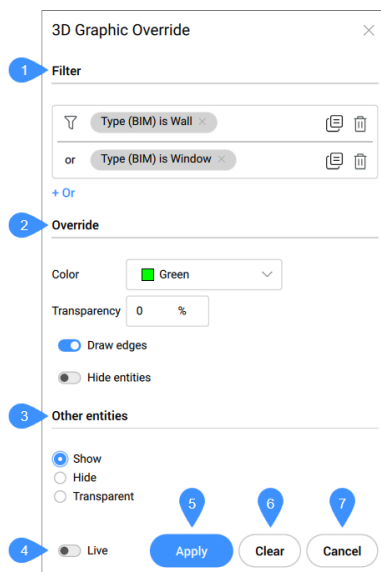 3D Graphic Override
1 Filter
Type (BIM) is Wall
or Type (BIM) is Window
+ Or
2 Override
Color Green
Transparency 0 %
Draw edges
Hide entities
3 Other entities
Show
Hide
Transparent
5 6 7
4 Live Apply Clear Cancel